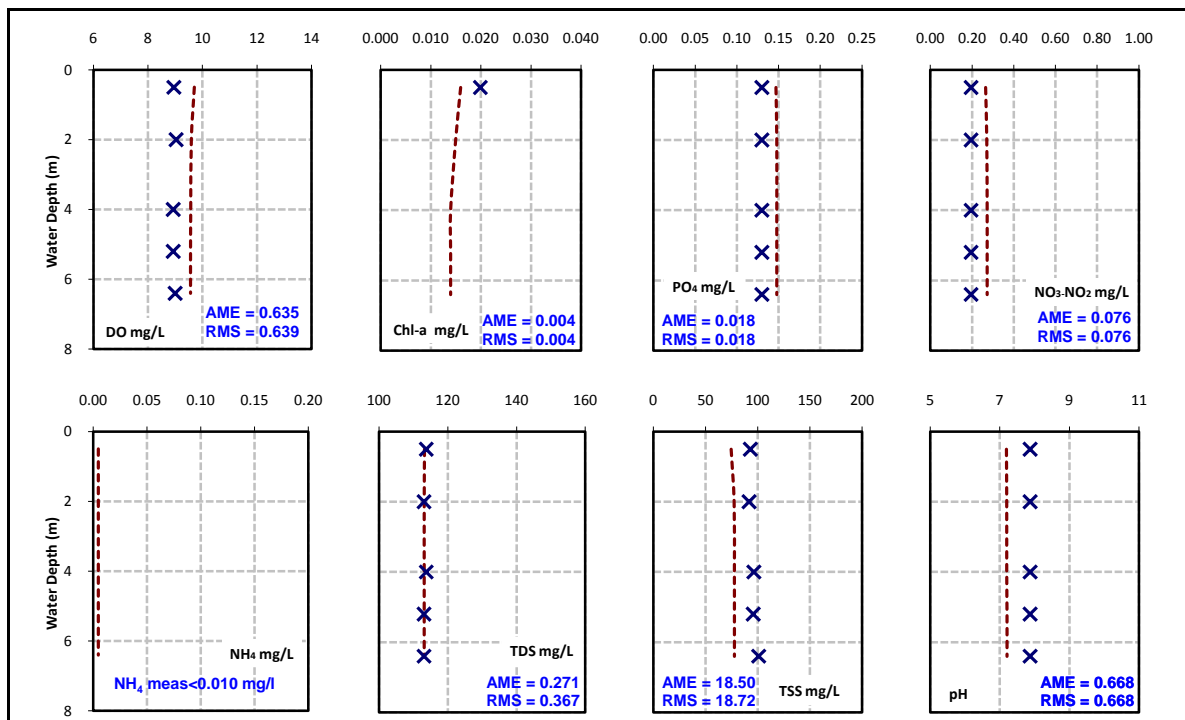 6 8 10 12 14
0.000 0.010 0.020 0.030 0.040
0.00 0.05 0.10 0.15 0.20 0.25
0.00 0.20 0.40 0.60 0.80 1.00
0
2
4
6
8
Water Depth (m)
DO mg/L
AME = 0.635
RMS = 0.639
Chl-a mg/L
AME = 0.004
RMS = 0.004
PO₄ mg/L
AME = 0.018
RMS = 0.018
NO₃-NO₂ mg/L
AME = 0.076
RMS = 0.076
0.00 0.05 0.10 0.15 0.20
100 120 140 160
0 50 100 150 200
5 7 9 11
0
2
4
6
8
Water Depth (m)
NH₄ mg/L
NH₄ meas<0.010 mg/l
TDS mg/L
AME = 0.271
RMS = 0.367
AME = 18.50
RMS = 18.72
TSS mg/L
pH
AME = 0.668
RMS = 0.668